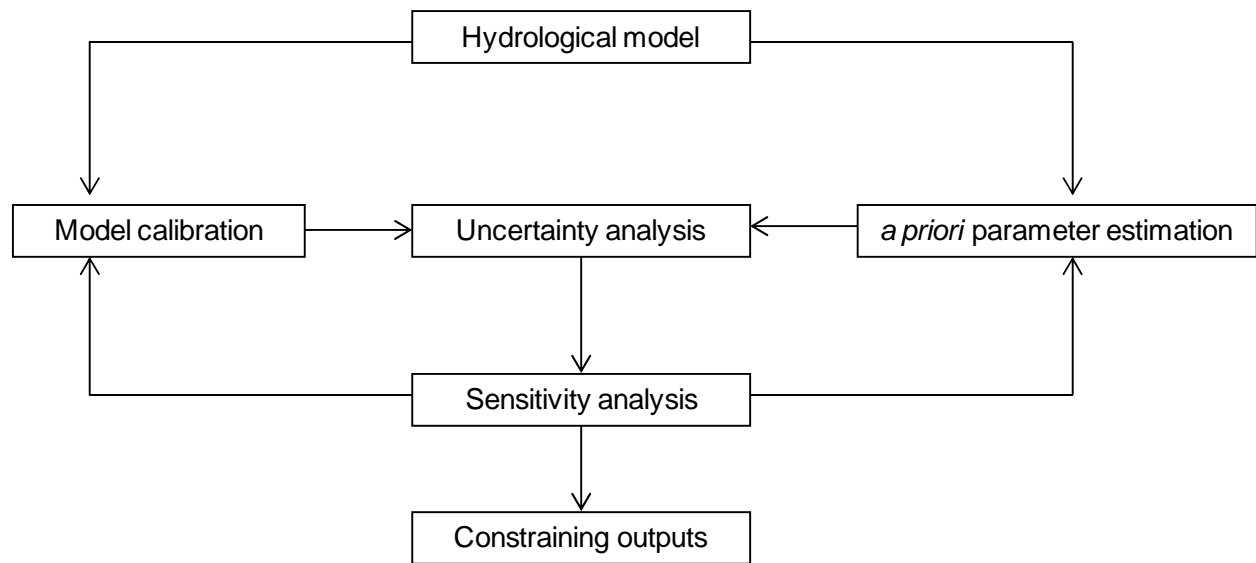 Hydrological model
Model calibration
Uncertainty analysis
a priori parameter estimation
Sensitivity analysis
Constraining outputs